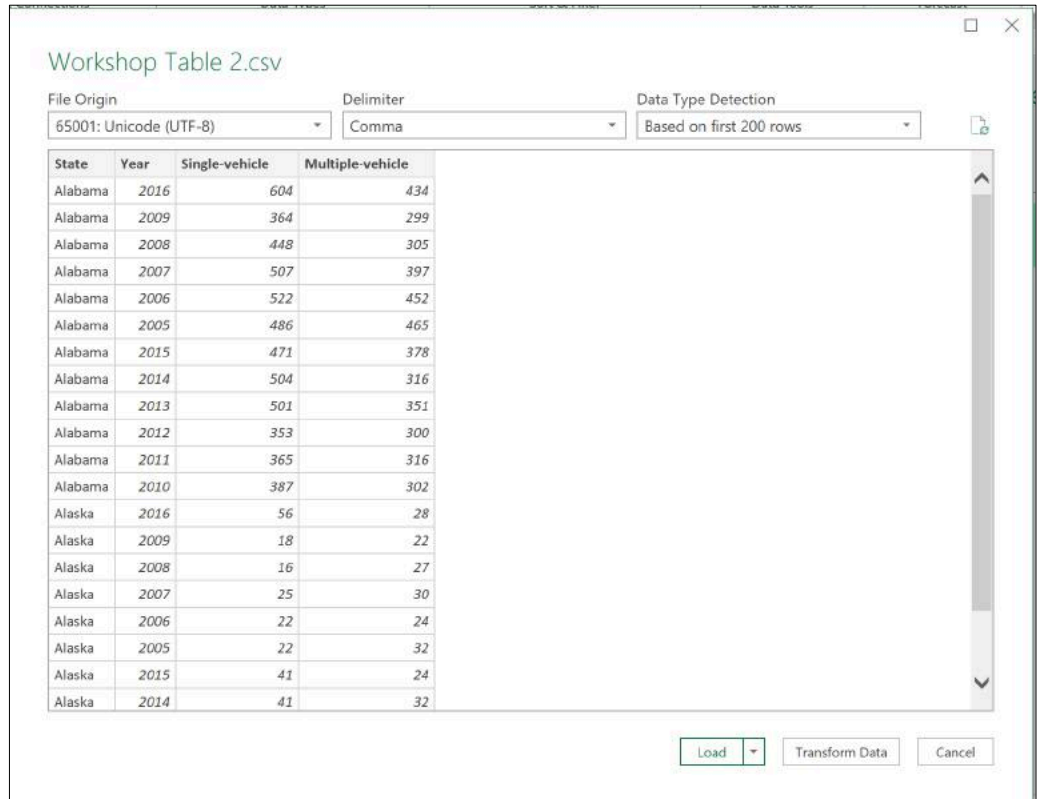 Workshop Table 2.csv
File Origin Delimiter Data Type Detection
65001: Unicode (UTF-8) Comma Based on first 200 rows
State Year Single-vehicle Multiple-vehicle
Alabama 2016 604 434
Alabama 2009 364 299
Alabama 2008 448 305
Alabama 2007 507 397
Alabama 2006 522 452
Alabama 2005 486 465
Alabama 2015 471 378
Alabama 2014 504 316
Alabama 2013 501 351
Alabama 2012 353 300
Alabama 2011 365 316
Alabama 2010 387 302
Alaska 2016 56 28
Alaska 2009 18 22
Alaska 2008 16 27
Alaska 2007 25 30
Alaska 2006 22 24
Alaska 2005 22 32
Alaska 2015 41 24
Alaska 2014 41 32
Load Transform Data Cancel